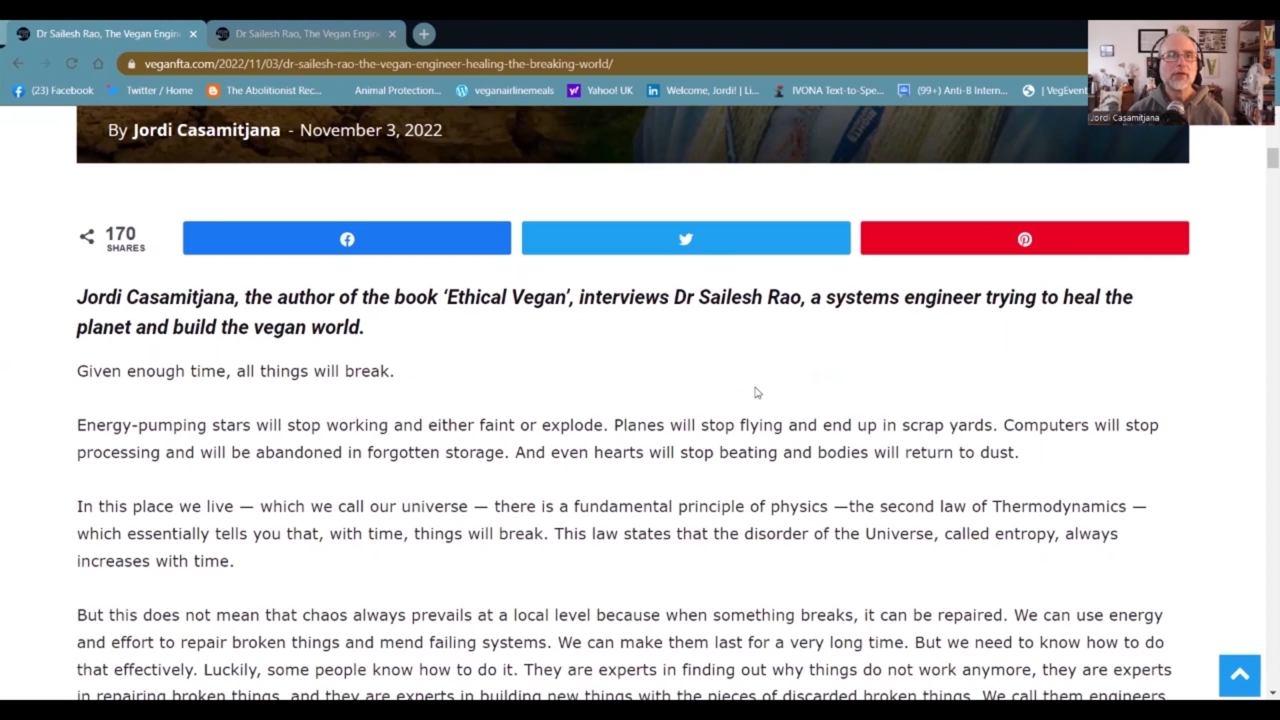 Dr Sailesh Rao, The Vegan Engin
Dr Sailesh Rao, The Vegan Engin
veganfta.com/2022/11/03/dr-sailesh-rao-the-vegan-engineer-healing-the-breaking-world/
(23) Facebook
Twitter / Home
The Abolitionist Rec...
Animal Protection...
veganairlinemeals
Yahoo! UK
Welcome, Jordi! | Li...
IVONA Text-to-Spe...
(99+) Anti-8 Intern...
| VegEvent
Jordi Casamitjana
By Jordi Casamitjana - November 3, 2022
170
SHARES
Jordi Casamitjana, the author of the book ‘Ethical Vegan’, interviews Dr Sailesh Rao, a systems engineer trying to heal the
planet and build the vegan world.
Given enough time, all things will break.
Energy-pumping stars will stop working and either faint or explode. Planes will stop flying and end up in scrap yards. Computers will stop
processing and will be abandoned in forgotten storage. And even hearts will stop beating and bodies will return to dust.
In this place we live — which we call our universe — there is a fundamental principle of physics —the second law of Thermodynamics —
which essentially tells you that, with time, things will break. This law states that the disorder of the Universe, called entropy, always
increases with time.
But this does not mean that chaos always prevails at a local level because when something breaks, it can be repaired. We can use energy
and effort to repair broken things and mend failing systems. We can make them last for a very long time. But we need to know how to do
that effectively. Luckily, some people know how to do it. They are experts in finding out why things do not work anymore, they are experts
in repairing broken things, and they are experts in building new things with the pieces of discarded broken things. We call them engineers